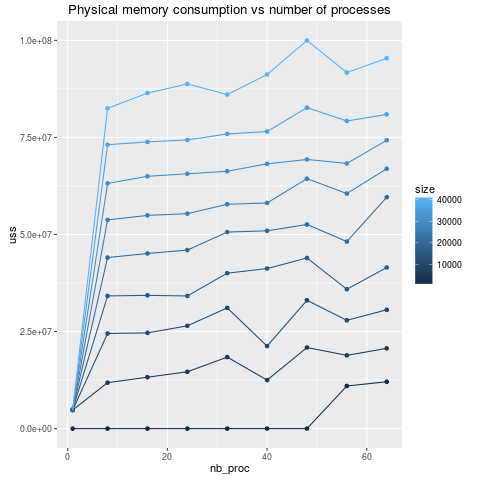 Physical memory consumption vs number of processes
1.0e+08
7.5e+07
5.0e+07
2.5e+07
0.0e+00
uss
0
20
40
60
nb_proc
size
40000
30000
20000
10000